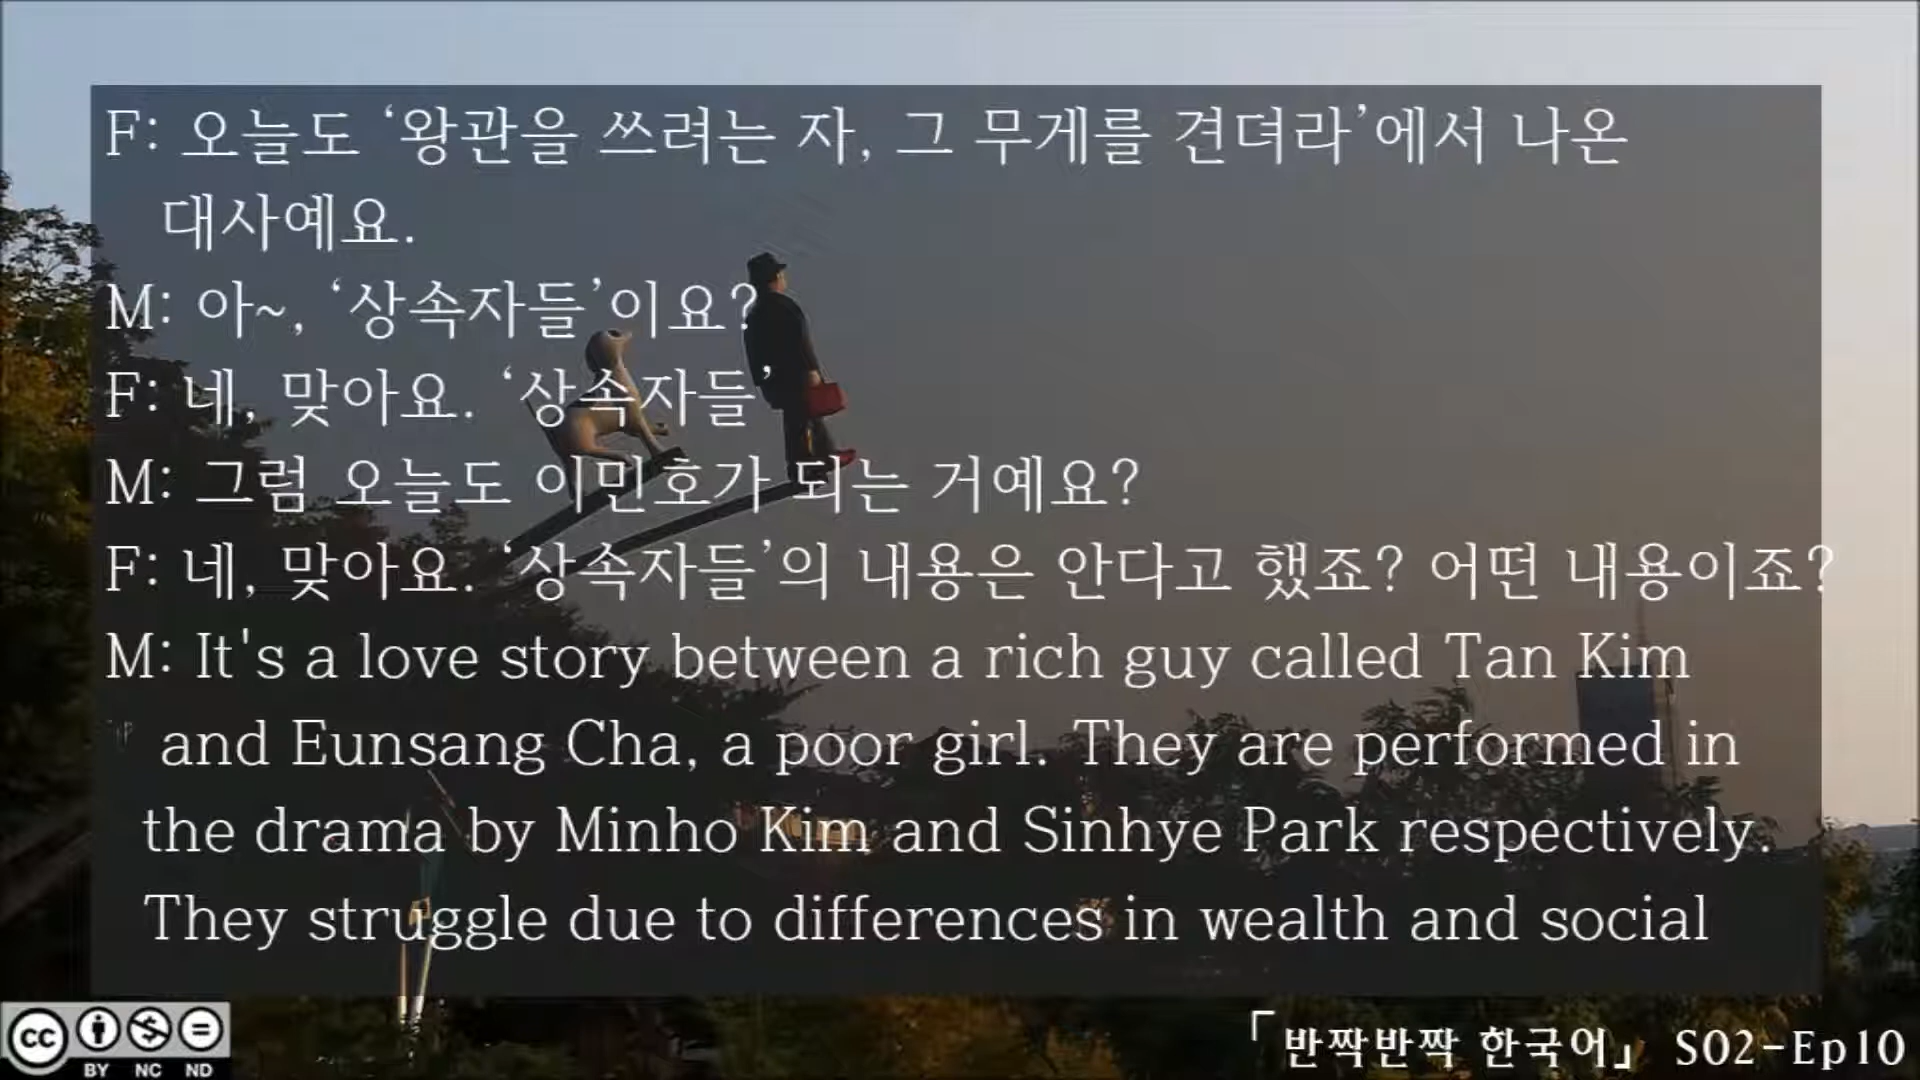 F: 오늘도 ‘왕관을 쓰려는 자, 그 무게를 견뎌라’에서 나온
대사예요.
M: 아~, ‘상속자들’이요?
F: 네, 맞아요. ‘상속자들’
M: 그럼 오늘도 이민호가 되는 거예요?
F: 네, 맞아요. ‘상속자들’의 내용은 안다고 했죠? 어떤 내용이죠?
M: It's a love story between a rich guy called Tan Kim
and Eunsang Cha, a poor girl. They are performed in
the drama by Minho Kim and Sinhye Park respectively.
They struggle due to differences in wealth and social
cc BY NC ND
「반짝반짝 한국어」 S02-Ep10